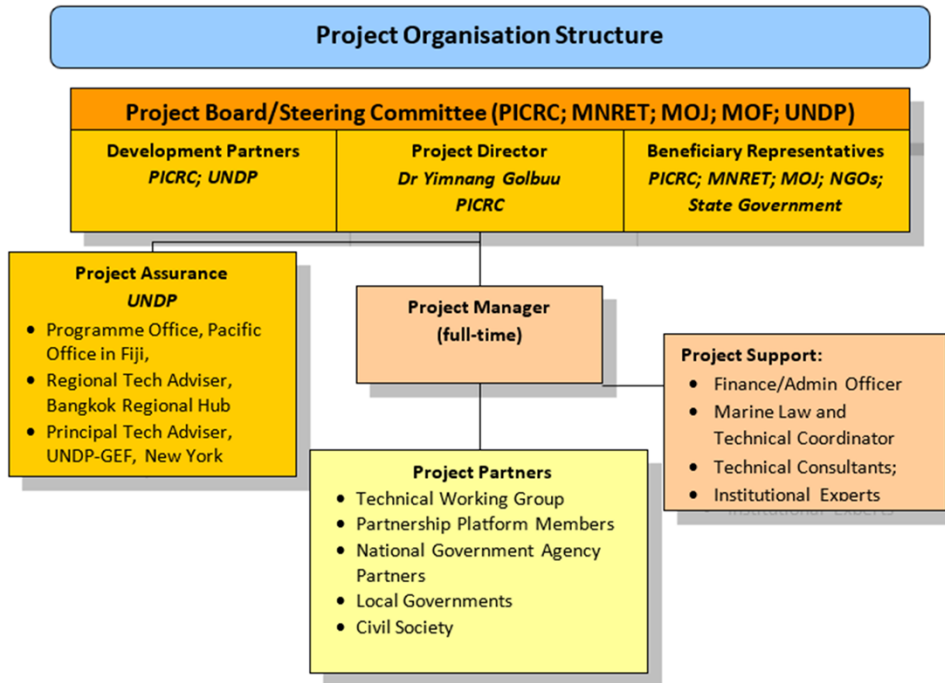 Project Organisation Structure
Project Board/Steering Committee (PICRC; MNRET; MOJ; MOF; UNDP)
Development Partners
PICRC; UNDP
Project Director
Dr Yimnang Golbuu
PICRC
Beneficiary Representatives
PICRC; MNRET; MOJ; NGOs;
State Government
Project Assurance
UNDP
• Programme Office, Pacific
Office in Fiji,
• Regional Tech Adviser,
Bangkok Regional Hub
• Principal Tech Adviser,
UNDP-GEF, New York
Project Manager
(full-time)
Project Support:
• Finance/Admin Officer
• Marine Law and
Technical Coordinator
• Technical Consultants;
• Institutional Experts
Project Partners
• Technical Working Group
• Partnership Platform Members
• National Government Agency
Partners
• Local Governments
• Civil Society